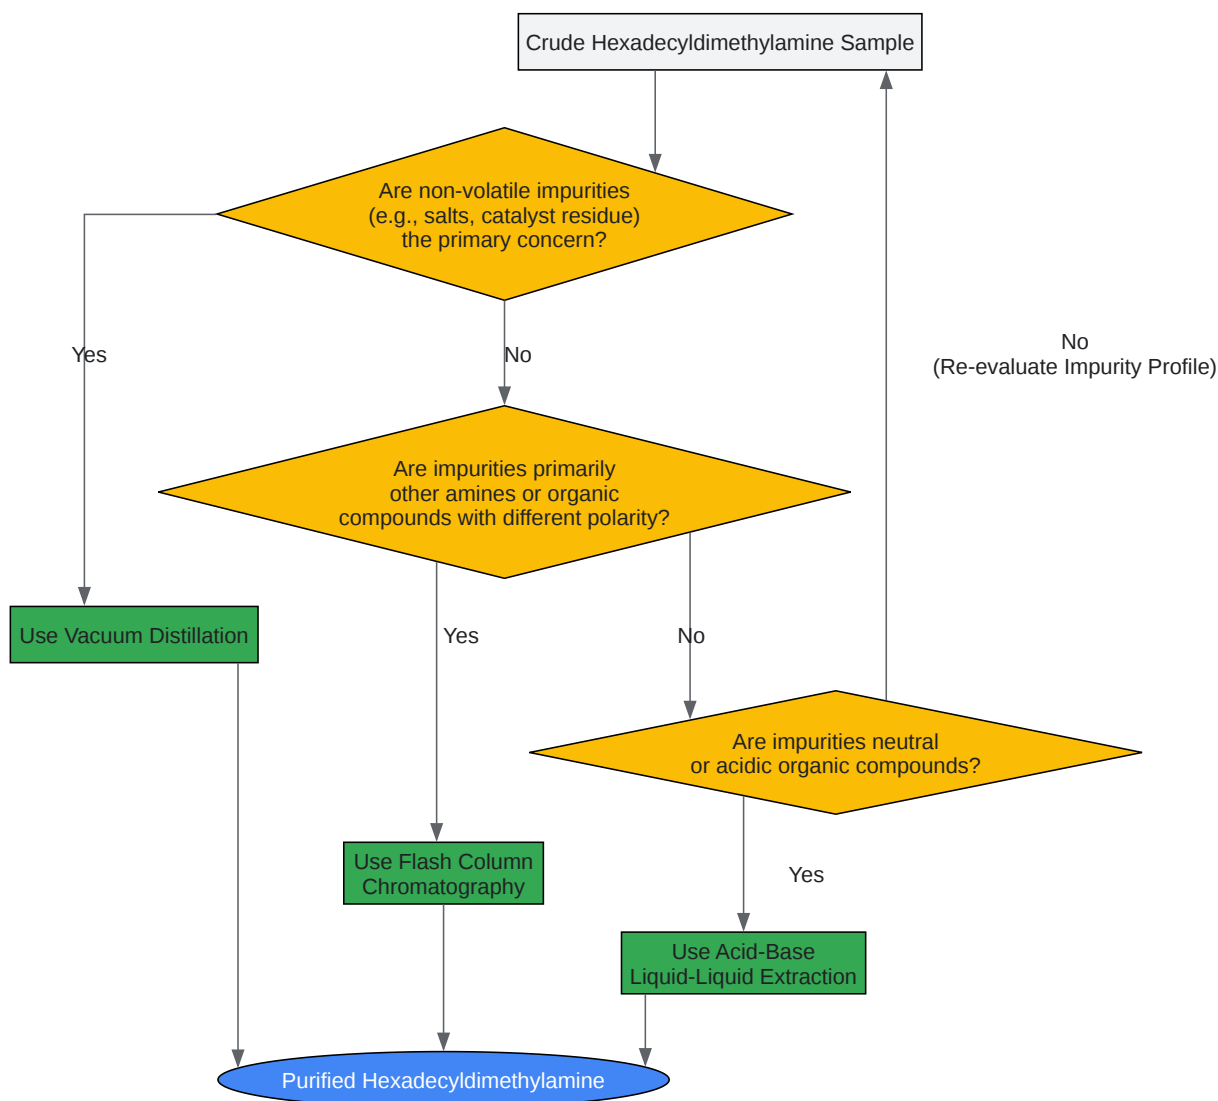 Crude Hexadecyldimethylamine Sample
Are non-volatile impurities
(e.g., salts, catalyst residue)
the primary concern?
Yes
No
No
(Re-evaluate Impurity Profile)
Are impurities primarily
other amines or organic
compounds with different polarity?
Use Vacuum Distillation
Yes
No
Are impurities neutral
or acidic organic compounds?
Use Flash Column
Chromatography
Yes
Use Acid-Base
Liquid-Liquid Extraction
Purified Hexadecyldimethylamine